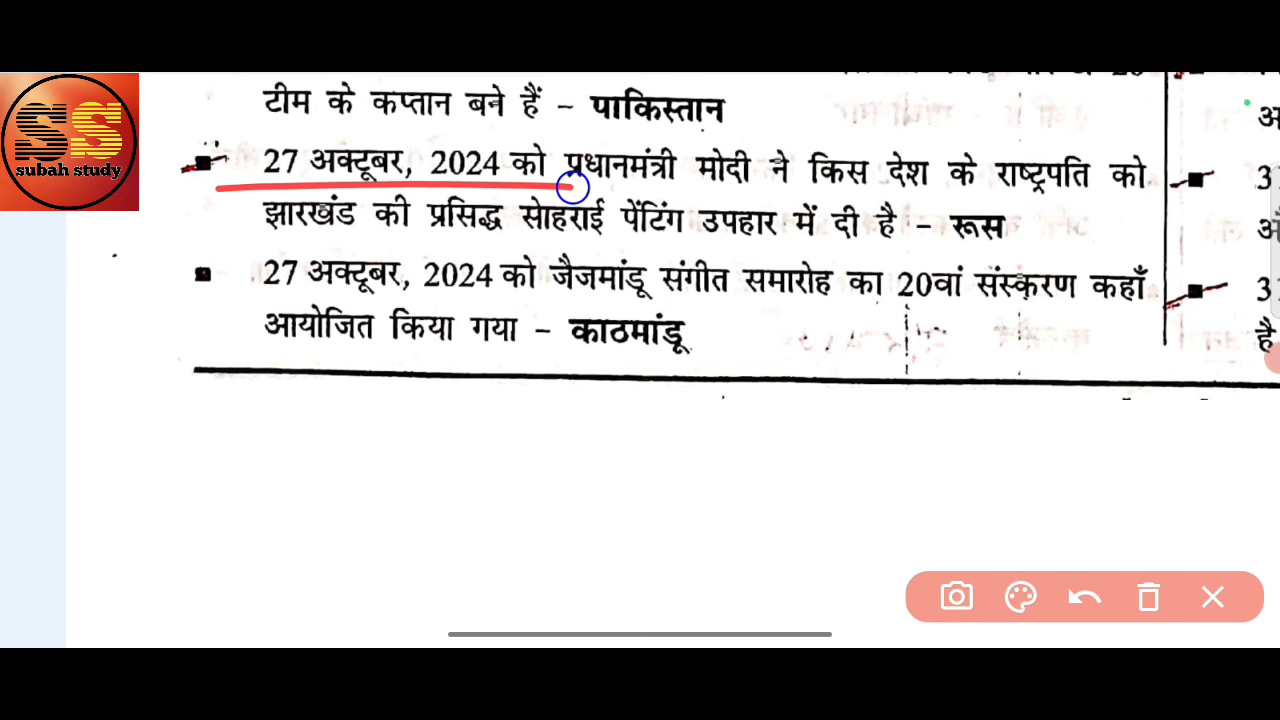 टीम के कप्तान बने हैं – पाकिस्तान
SS
subah study
■ 27 अक्टूबर, 2024 को प्रधानमंत्री मोदी ने किस देश के राष्ट्रपति को
झारखंड की प्रसिद्ध सोहराई पेंटिंग उपहार में दी है – रूस
■ 27 अक्टूबर, 2024 को जैजमांडू संगीत समारोह का 20वां संस्करण कहाँ
आयोजित किया गया – काठमांडू